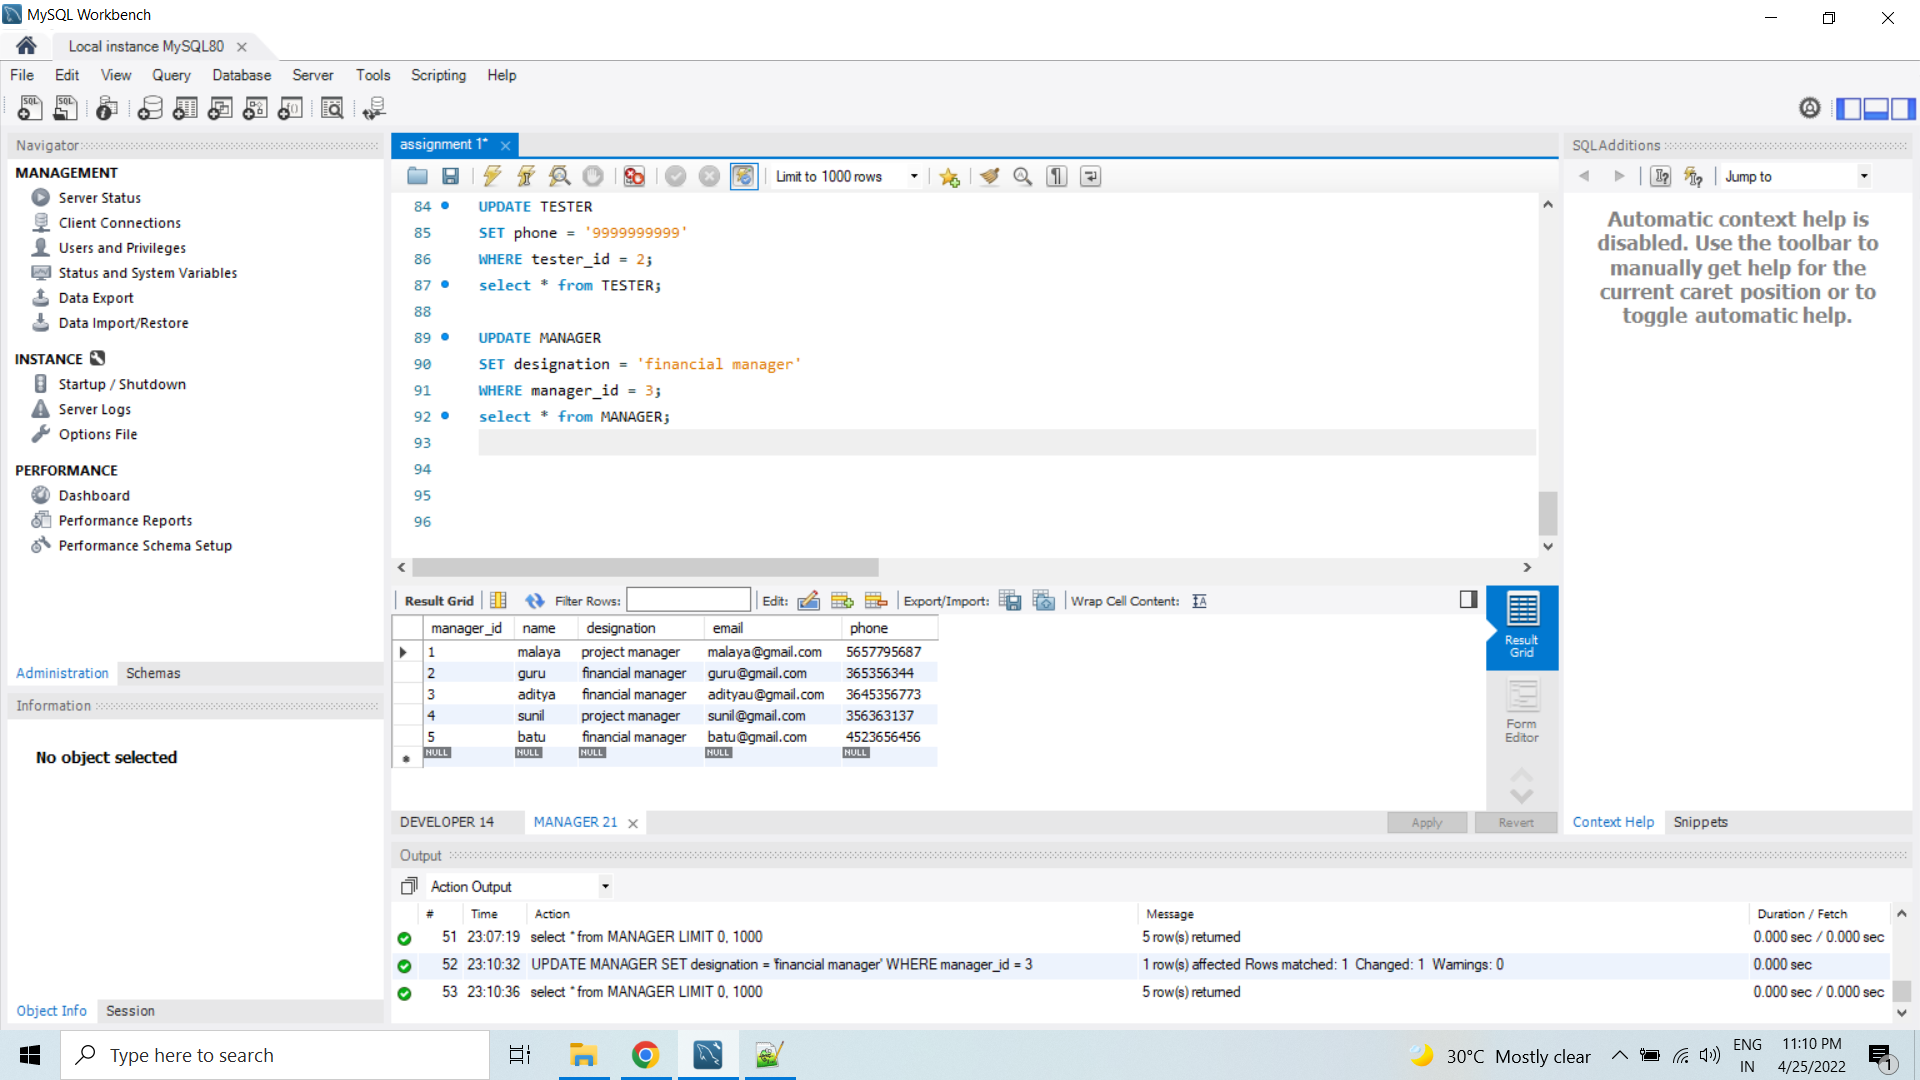 MySQL Workbench
Local instance MySQL80
File Edit View Query Database Server Tools Scripting Help
Navigator
MANAGEMENT
Server Status
Client Connections
Users and Privileges
Status and System Variables
Data Export
Data Import/Restore
INSTANCE
Startup / Shutdown
Server Logs
Options File
PERFORMANCE
Dashboard
Performance Reports
Performance Schema Setup
Administration Schemas
Information
No object selected
Object Info Session
assignment 1*
Limit to 1000 rows
84 UPDATE TESTER
85 SET phone = '9999999999'
86 WHERE tester_id = 2;
87 select * from TESTER;
88
89 UPDATE MANAGER
90 SET designation = 'financial manager'
91 WHERE manager_id = 3;
92 select * from MANAGER;
93
94
95
96
Result Grid Filter Rows: Edit: Export/Import: Wrap Cell Content:
manager_id name designation email phone
1 malaya project manager malaya@gmail.com 5657795687
2 guru financial manager guru@gmail.com 365356344
3 aditya financial manager adityau@gmail.com 3645356773
4 sunil project manager sunil@gmail.com 356363137
5 batu financial manager batu@gmail.com 4523656456
NULL NULL NULL NULL NULL
Result
Grid
Form
Editor
DEVELOPER 14 MANAGER 21 Apply Revert
SQLAdditions
Jump to
Automatic context help is
disabled. Use the toolbar to
manually get help for the
current caret position or to
toggle automatic help.
Context Help Snippets
Output
Action Output
# Time Action Message Duration / Fetch
51 23:07:19 select * from MANAGER LIMIT 0, 1000 5 row(s) returned 0.000 sec / 0.000 sec
52 23:10:32 UPDATE MANAGER SET designation = 'financial manager' WHERE manager_id = 3 1 row(s) affected Rows matched: 1 Changed: 1 Warnings: 0 0.000 sec
53 23:10:36 select * from MANAGER LIMIT 0, 1000 5 row(s) returned 0.000 sec / 0.000 sec
Type here to search
30°C Mostly clear
ENG
IN
11:10 PM
4/25/2022
1